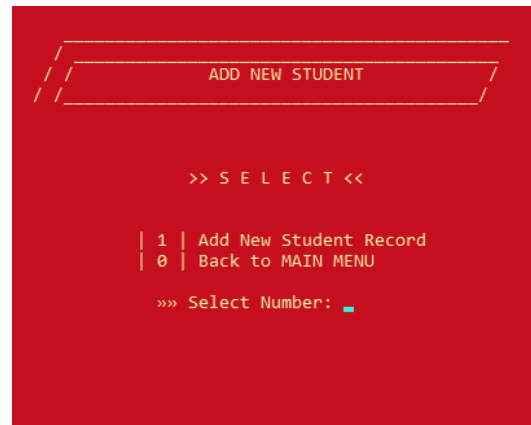 ADD NEW STUDENT
>> S E L E C T <<
| 1 | Add New Student Record
| 0 | Back to MAIN MENU
»» Select Number: